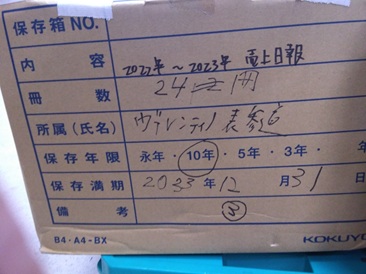 保存箱NO.
内容 2022年～2023年 売上日報
冊数 24冊
所属(氏名) ヴァレンティノ 表参道
保存年限 永年・10年・5年・3年・ 年
保存満期 2033年12月31日
備考 ③
B4・A4-BX KOKUYO